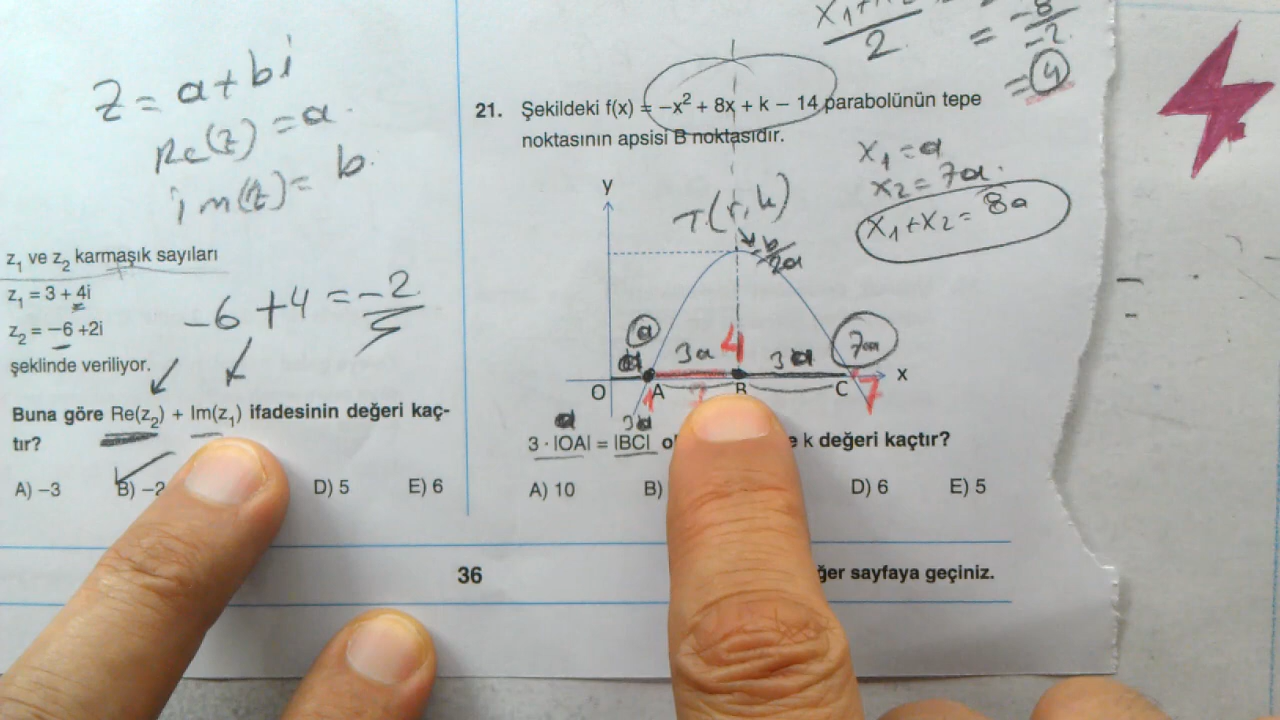 z = a + bi
Re(z) = a
im(z) = b
z₁ ve z₂ karmaşık sayıları
z₁ = 3 + 4i
z₂ = −6 +2i
şeklinde veriliyor.
−6 + 4 = −2
Buna göre Re(z₂) + Im(z₁) ifadesinin değeri kaç-
tır?
A) −3 B) −2 D) 5 E) 6
2
= 4
21. Şekildeki f(x) = −x² + 8x + k − 14 parabolünün tepe
noktasının apsisi B noktasıdır.
x₁ = a
x₂ = 7a
x₁+x₂ = 8a
y
T(r,k)
−b/2a
a 3a 4 3a 7a
O A B C x
1 7
3 · |OA| = |BC| k değeri kaçtır?
A) 10 B) D) 6 E) 5
36
sayfaya geçiniz.